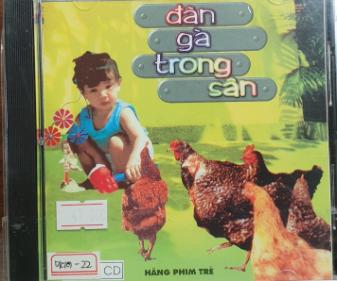 đàn
gà
trong
sân
HÃNG PHIM TRẺ
CD